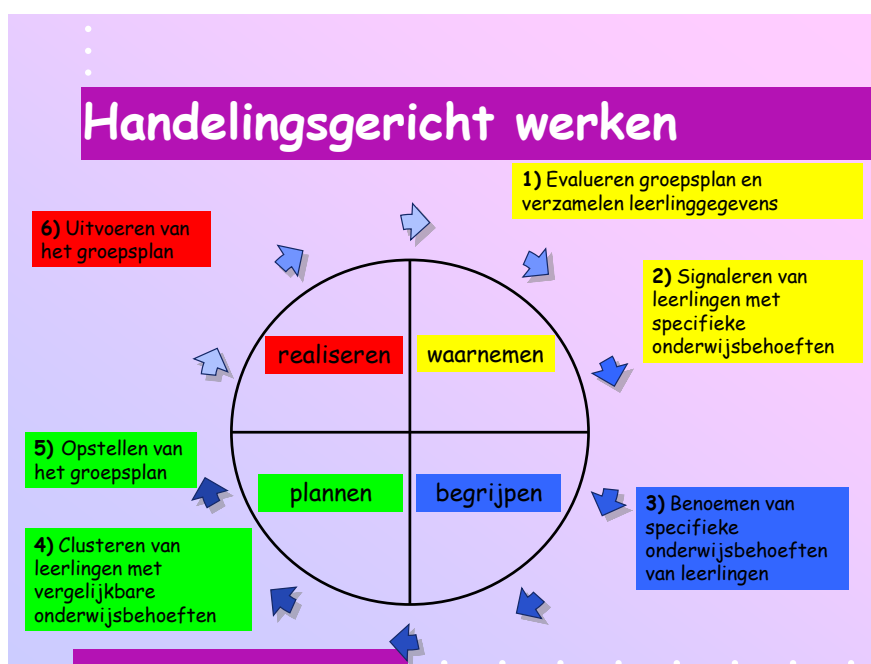 Handelingsgericht werken
1) Evalueren groepsplan en
verzamelen leerlinggegevens
2) Signaleren van
leerlingen met
specifieke
onderwijsbehoeften
3) Benoemen van
specifieke
onderwijsbehoeften
van leerlingen
4) Clusteren van
leerlingen met
vergelijkbare
onderwijsbehoeften
5) Opstellen van
het groepsplan
6) Uitvoeren van
het groepsplan
realiseren
waarnemen
plannen
begrijpen